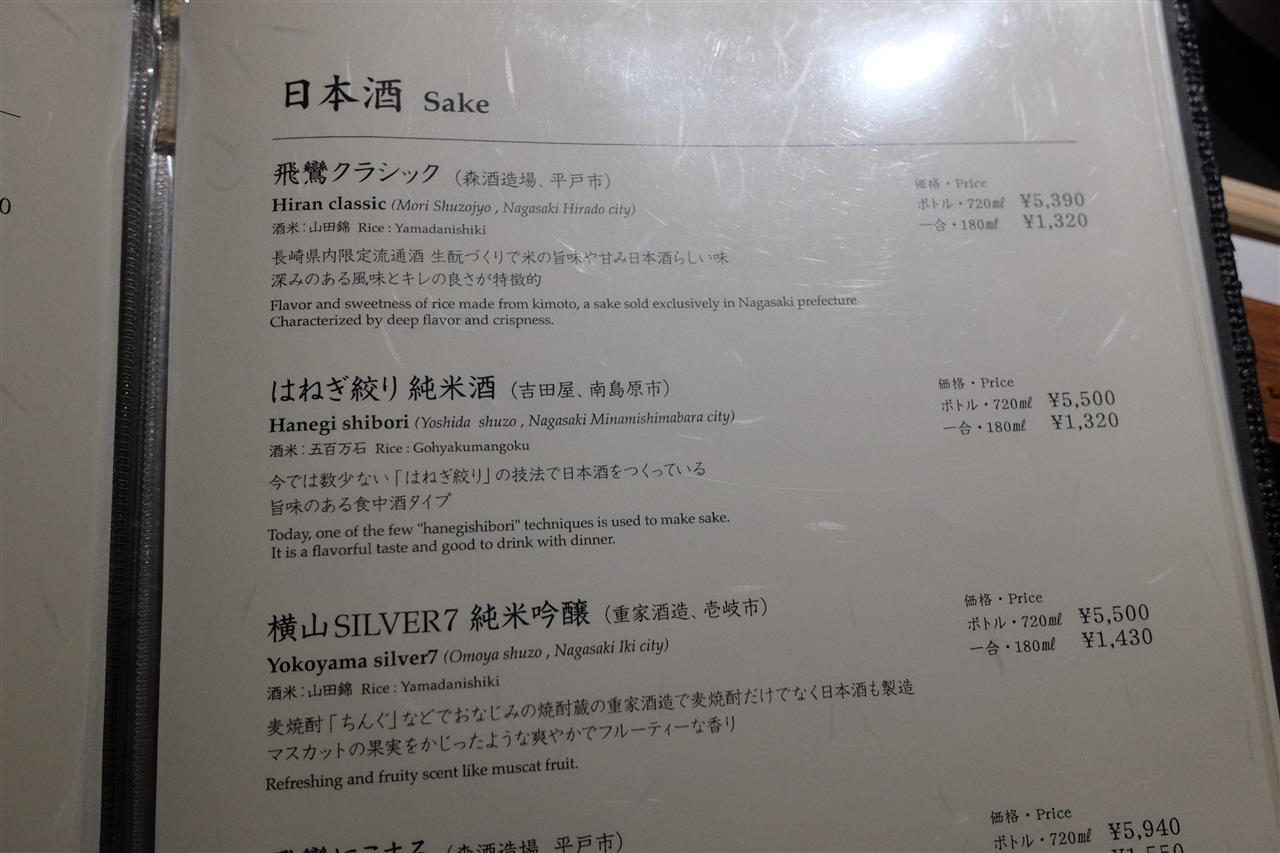 日本酒 Sake
飛鸞クラシック（森酒造場、平戸市）
Hiran classic (Mori Shuzojyo , Nagasaki Hirado city)
酒米：山田錦 Rice : Yamadanishiki
長崎県内限定流通酒 生酛づくりで米の旨味や甘み日本酒らしい味
深みのある風味とキレの良さが特徴的
Flavor and sweetness of rice made from kimoto, a sake sold exclusively in Nagasaki prefecture
Characterized by deep flavor and crispness.
価格・Price
ボトル・720㎖ ¥5,390
一合・180㎖ ¥1,320
はねぎ絞り 純米酒（吉田屋、南島原市）
Hanegi shibori (Yoshida shuzo , Nagasaki Minamishimabara city)
酒米：五百万石 Rice : Gohyakumangoku
今では数少ない「はねぎ絞り」の技法で日本酒をつくっている
旨味のある食中酒タイプ
Today, one of the few "hanegishibori" techniques is used to make sake.
It is a flavorful taste and good to drink with dinner.
価格・Price
ボトル・720㎖ ¥5,500
一合・180㎖ ¥1,320
横山SILVER7 純米吟醸（重家酒造、壱岐市）
Yokoyama silver7 (Omoya shuzo , Nagasaki Iki city)
酒米：山田錦 Rice : Yamadanishiki
麦焼酎「ちんぐ」などでおなじみの焼酎蔵の重家酒造で麦焼酎だけでなく日本酒も製造
マスカットの果実をかじったような爽やかでフルーティーな香り
Refreshing and fruity scent like muscat fruit.
価格・Price
ボトル・720㎖ ¥5,500
一合・180㎖ ¥1,430
（森酒造場、平戸市）
価格・Price
ボトル・720㎖ ¥5,940
¥1,550